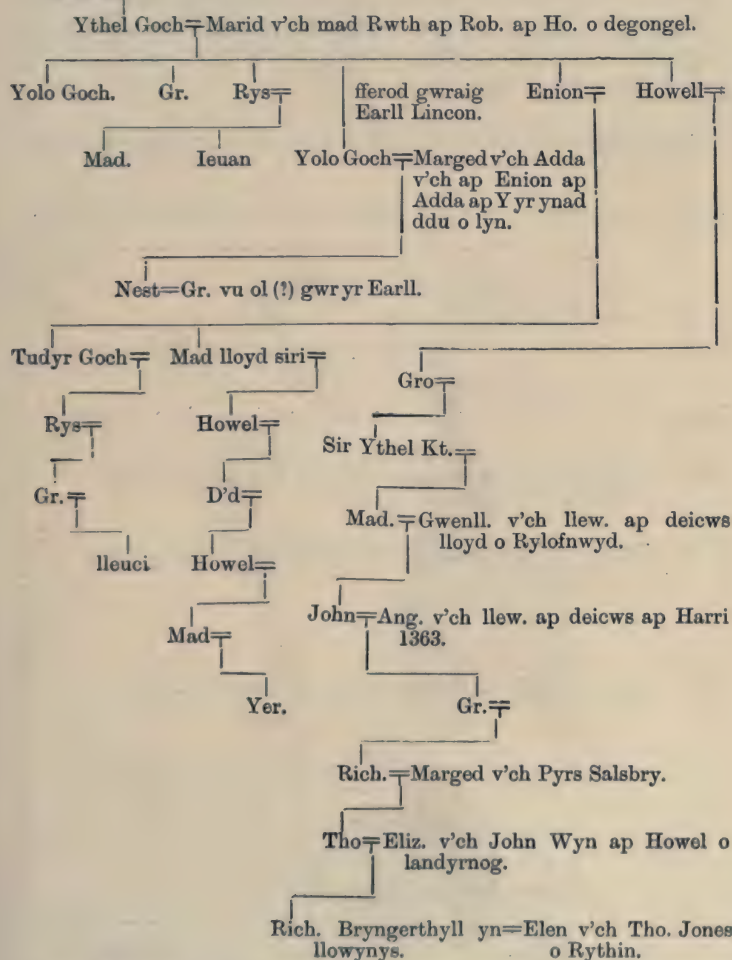 Ythel Goch=Marid v'ch mad Rwth ap Rob. ap Ho. o degongel.
Yolo Goch. Gr. Rys= fferod gwraig Enion= Howell=
Earll Lincon.
Mad. Ieuan Yolo Goch=Marged v'ch Adda
v'ch ap Enion ap
Adda ap Y yr ynad
ddu o lyn.
Nest=Gr. vu ol (?) gwr yr Earll.
Tudyr Goch= Mad lloyd siri=
Gro=
Rys= Howel=
Sir Ythel Kt.=
Gr.= D'd=
Mad.=Gwenll. v'ch llew. ap deicws
lloyd o Rylofnwyd.
lleuci Howel=
John=Ang. v'ch llew. ap deicws ap Harri
1363.
Mad=
Yer. Gr.=
Rich.=Marged v'ch Pyrs Salsbry.
Tho=Eliz. v'ch John Wyn ap Howel o
landyrnog.
Rich. Bryngerthyll yn=Elen v'ch Tho. Jones
llowynys. o Rythin.